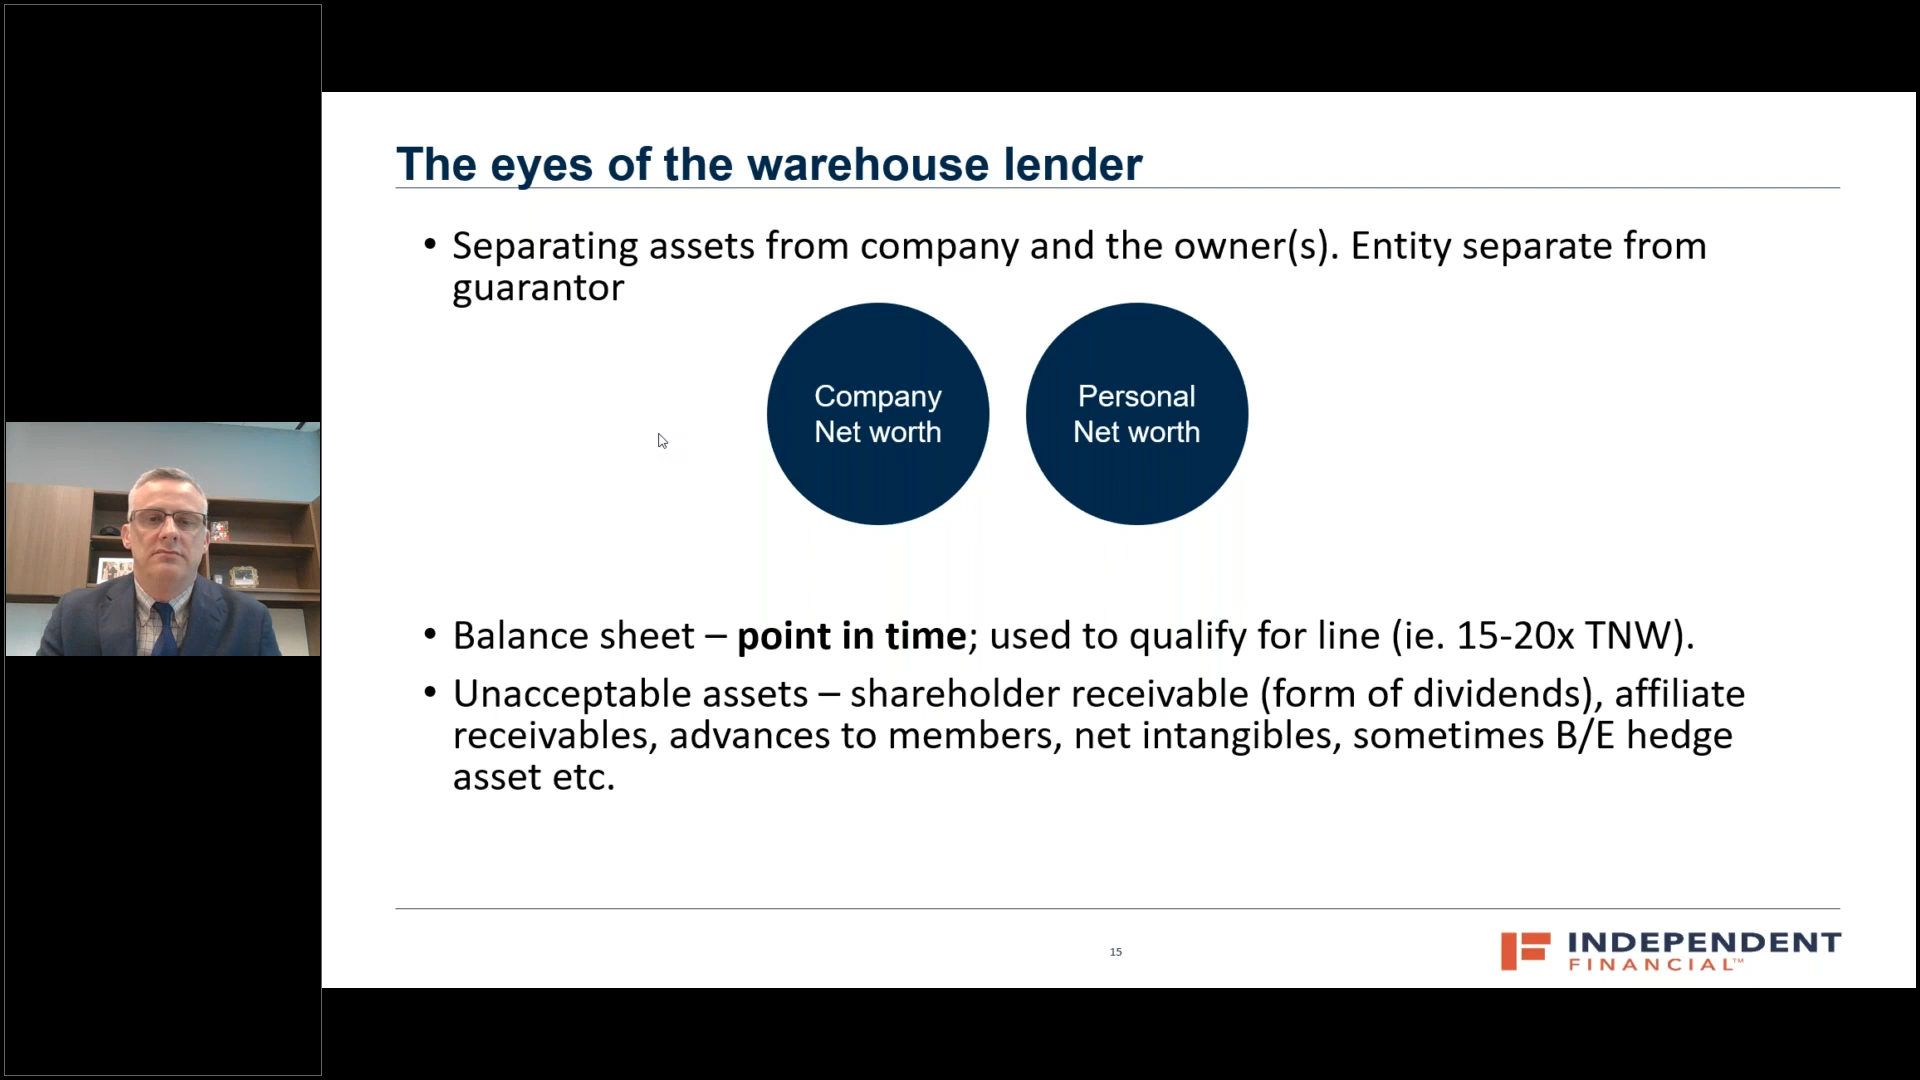 The eyes of the warehouse lender
• Separating assets from company and the owner(s). Entity separate from
guarantor
Company
Net worth
Personal
Net worth
• Balance sheet – point in time; used to qualify for line (ie. 15-20x TNW).
• Unacceptable assets – shareholder receivable (form of dividends), affiliate
receivables, advances to members, net intangibles, sometimes B/E hedge
asset etc.
15
INDEPENDENT
FINANCIAL™